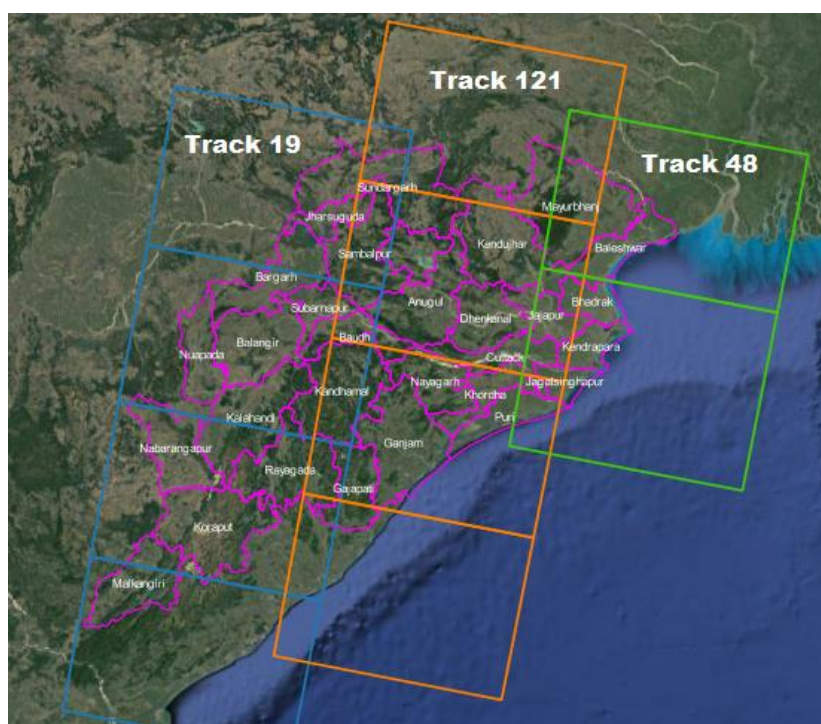 Track 121
Track 19
Track 48
Sundargarh
Mayurbhanj
Jharsuguda
Kendujhar
Baleshwar
Sambalpur
Bargarh
Anugul
Bhadrak
Subarnapur
Dhenkanal
Jajapur
Baudh
Balangir
Kendrapara
Nuapada
Cuttack
Nayagarh
Jagatsinghapur
Kandhamal
Khordha
Kalahandi
Puri
Ganjam
Nabarangapur
Rayagada
Gajapati
Koraput
Malkangiri